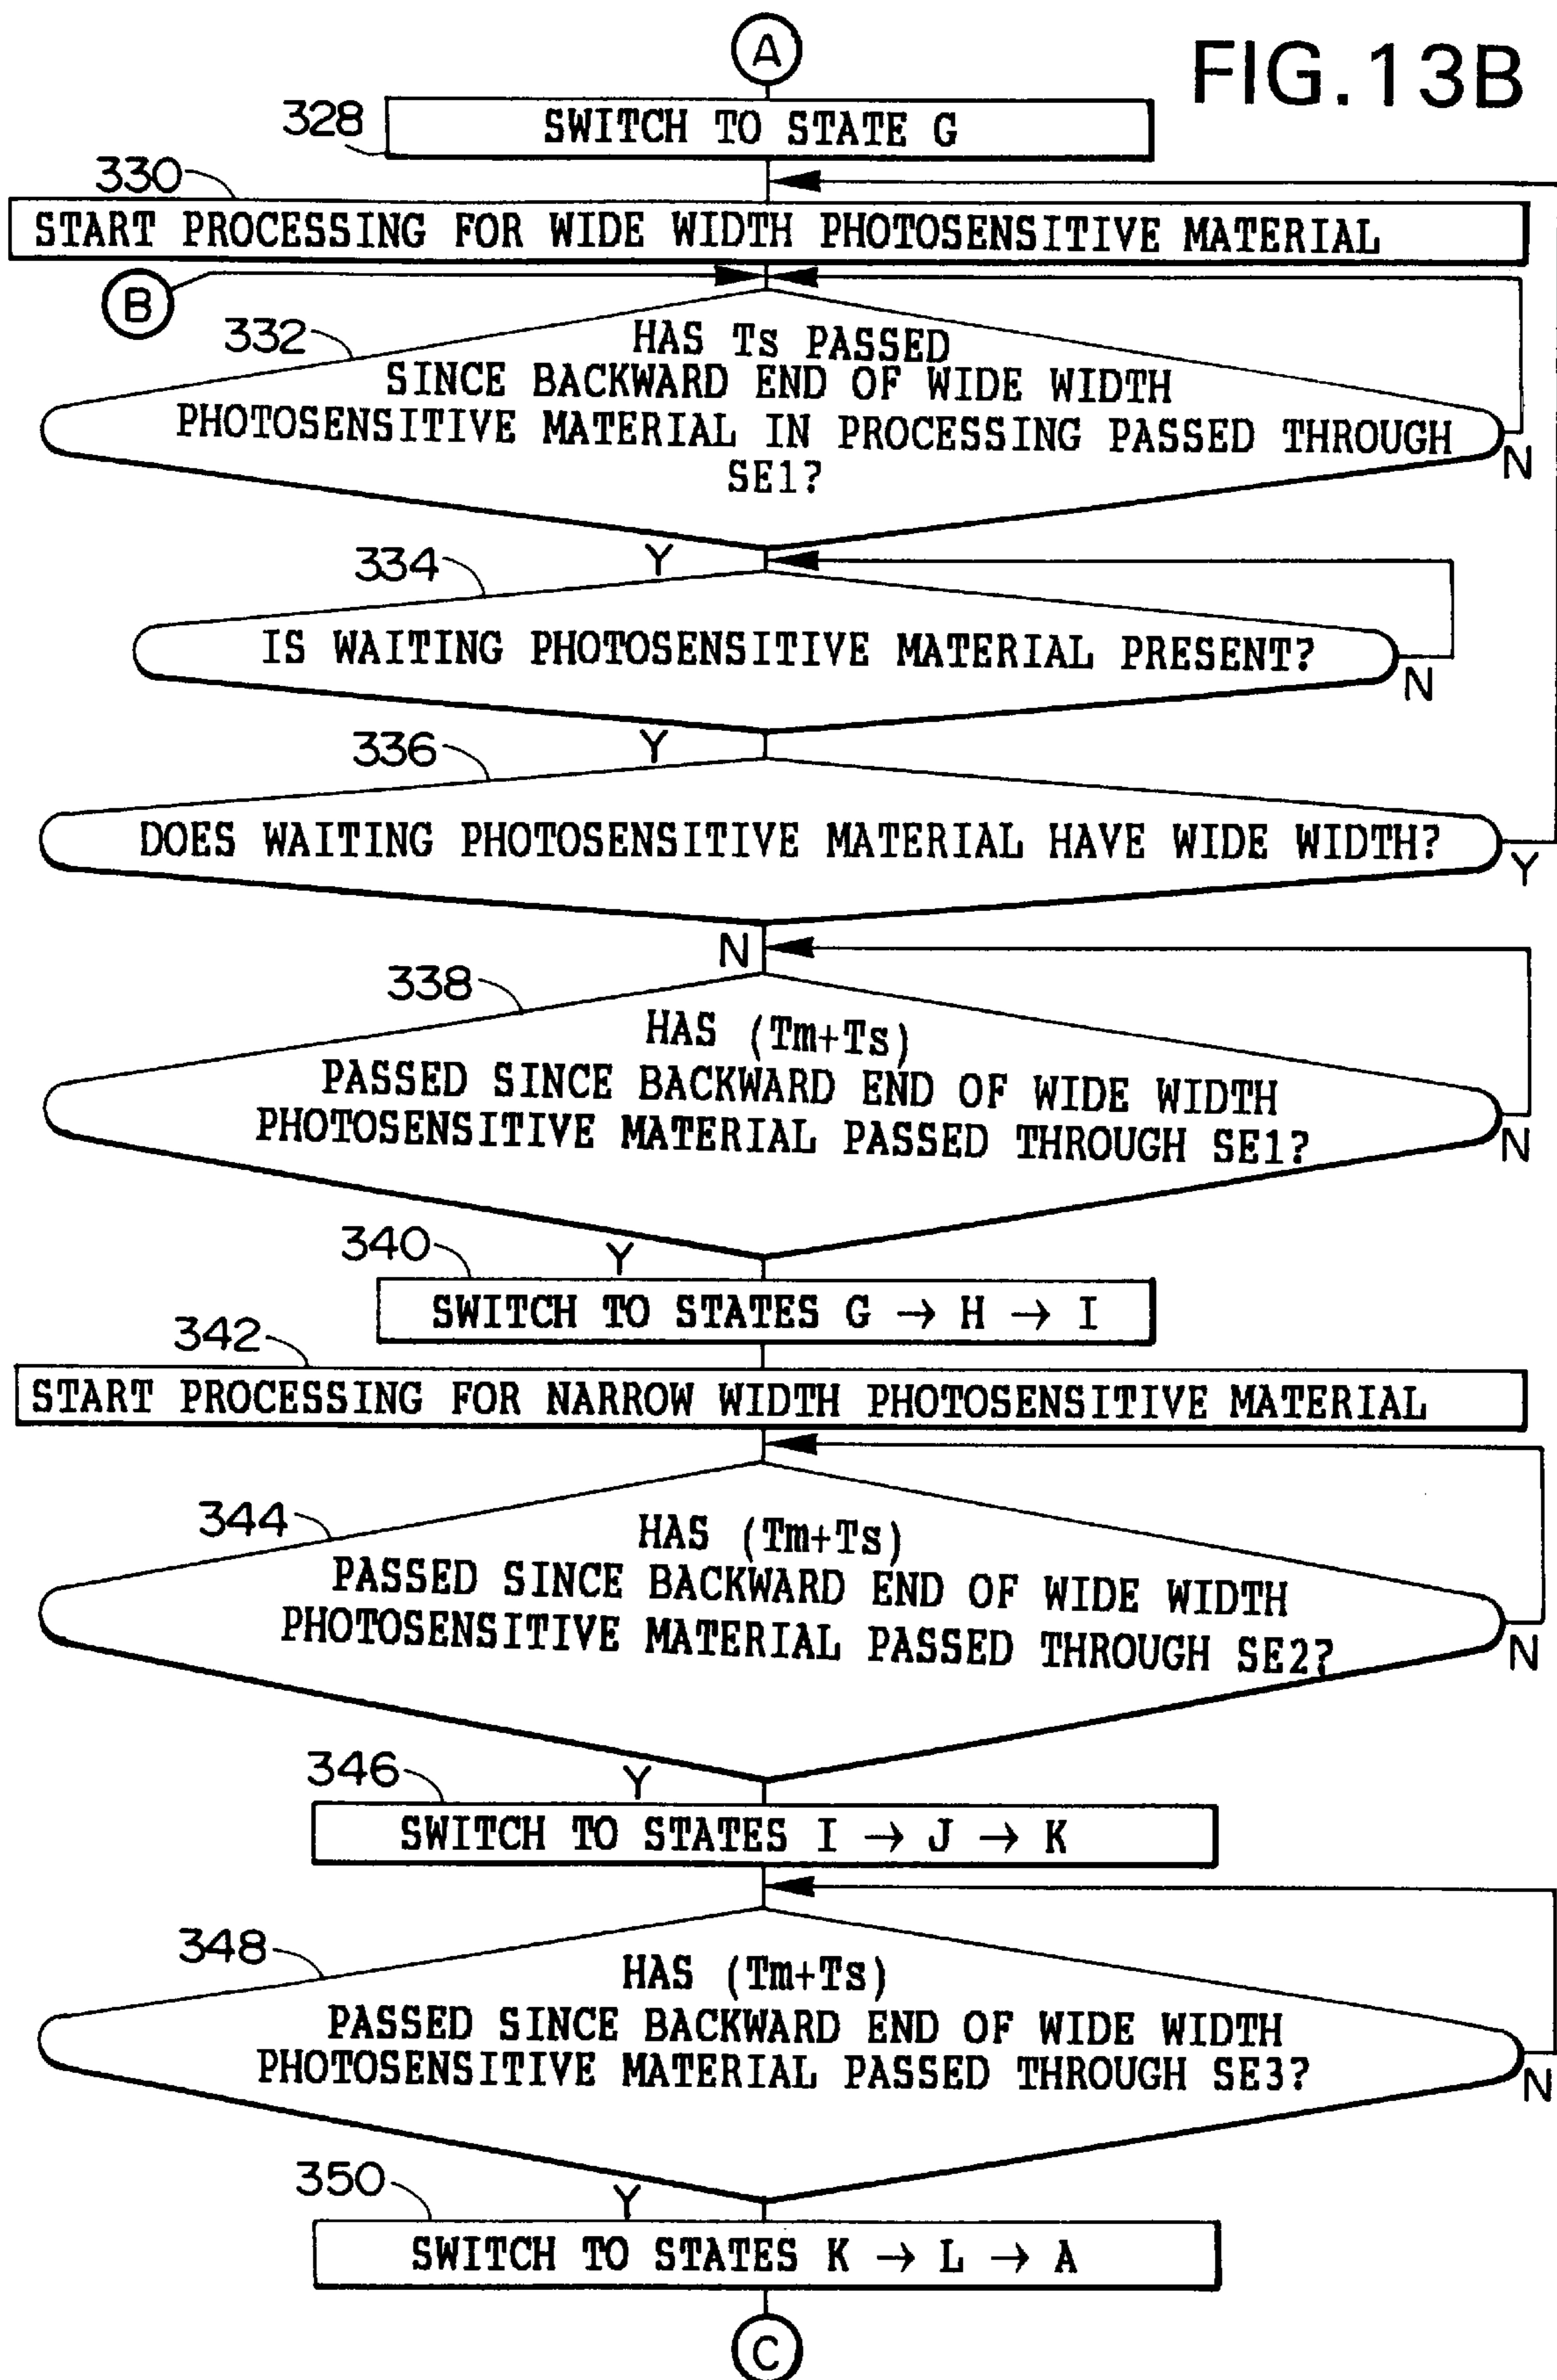 A
FIG.13B
328
SWITCH TO STATE G
330
START PROCESSING FOR WIDE WIDTH PHOTOSENSITIVE MATERIAL
B
332
HAS Ts PASSED
SINCE BACKWARD END OF WIDE WIDTH
PHOTOSENSITIVE MATERIAL IN PROCESSING PASSED THROUGH
SE1?
N
Y
334
IS WAITING PHOTOSENSITIVE MATERIAL PRESENT?
N
Y
336
DOES WAITING PHOTOSENSITIVE MATERIAL HAVE WIDE WIDTH?
Y
N
338
HAS (Tm+Ts)
PASSED SINCE BACKWARD END OF WIDE WIDTH
PHOTOSENSITIVE MATERIAL PASSED THROUGH SE1?
N
Y
340
SWITCH TO STATES G → H → I
342
START PROCESSING FOR NARROW WIDTH PHOTOSENSITIVE MATERIAL
344
HAS (Tm+Ts)
PASSED SINCE BACKWARD END OF WIDE WIDTH
PHOTOSENSITIVE MATERIAL PASSED THROUGH SE2?
N
Y
346
SWITCH TO STATES I → J → K
348
HAS (Tm+Ts)
PASSED SINCE BACKWARD END OF WIDE WIDTH
PHOTOSENSITIVE MATERIAL PASSED THROUGH SE3?
N
Y
350
SWITCH TO STATES K → L → A
C